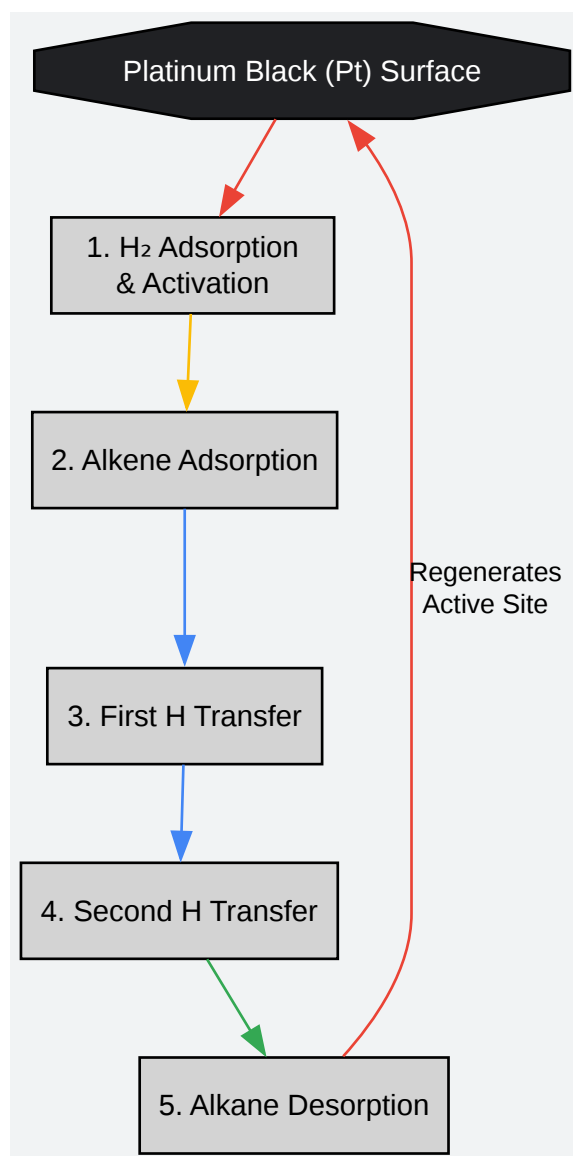 Platinum Black (Pt) Surface
1. H₂ Adsorption
& Activation
2. Alkene Adsorption
Regenerates
Active Site
3. First H Transfer
4. Second H Transfer
5. Alkane Desorption